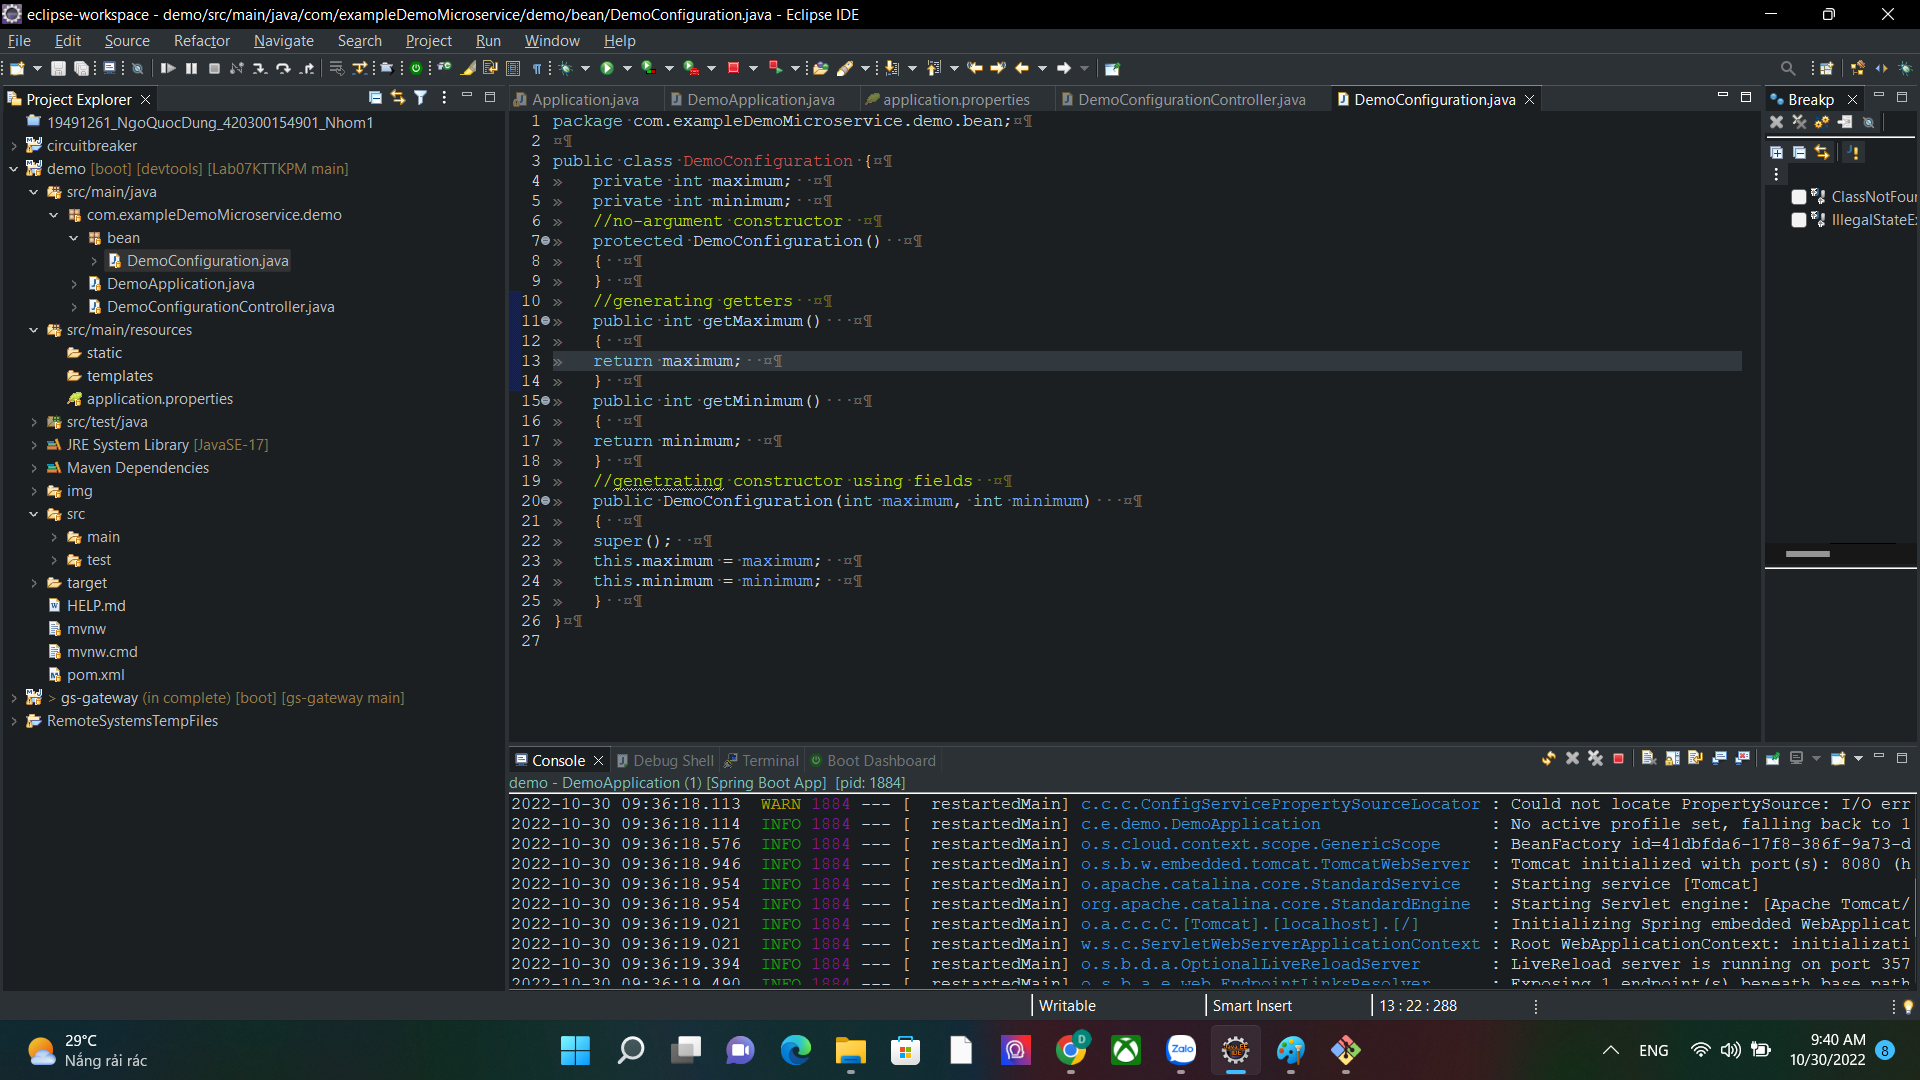 eclipse-workspace - demo/src/main/java/com/exampleDemoMicroservice/demo/bean/DemoConfiguration.java - Eclipse IDE
File Edit Source Refactor Navigate Search Project Run Window Help
Project Explorer
19491261_NgoQuocDung_420300154901_Nhom1
circuitbreaker
demo [boot] [devtools] [Lab07KTTKPM main]
src/main/java
com.exampleDemoMicroservice.demo
bean
DemoConfiguration.java
DemoApplication.java
DemoConfigurationController.java
src/main/resources
static
templates
application.properties
src/test/java
JRE System Library [JavaSE-17]
Maven Dependencies
img
src
main
test
target
HELP.md
mvnw
mvnw.cmd
pom.xml
> gs-gateway (in complete) [boot] [gs-gateway main]
RemoteSystemsTempFiles
Application.java DemoApplication.java application.properties DemoConfigurationController.java DemoConfiguration.java
1 package·com.exampleDemoMicroservice.demo.bean;¤¶
2 ¤¶
3 public·class·DemoConfiguration·{¤¶
4 » private·int·maximum;··¤¶
5 » private·int·minimum;··¤¶
6 » //no-argument·constructor··¤¶
7 » protected·DemoConfiguration()··¤¶
8 » {··¤¶
9 » }··¤¶
10 » //generating·getters··¤¶
11 » public·int·getMaximum()···¤¶
12 » {··¤¶
13 » return·maximum;··¤¶
14 » }··¤¶
15 » public·int·getMinimum()···¤¶
16 » {··¤¶
17 » return·minimum;··¤¶
18 » }··¤¶
19 » //genetrating·constructor·using·fields··¤¶
20 » public·DemoConfiguration(int·maximum,·int·minimum)···¤¶
21 » {··¤¶
22 » super();··¤¶
23 » this.maximum·=·maximum;··¤¶
24 » this.minimum·=·minimum;··¤¶
25 » }··¤¶
26 }¤¶
27
Breakp
ClassNotFou
IllegalStateE
Console Debug Shell Terminal Boot Dashboard
demo - DemoApplication (1) [Spring Boot App] [pid: 1884]
2022-10-30 09:36:18.113 WARN 1884 --- [ restartedMain] c.c.c.ConfigServicePropertySourceLocator : Could not locate PropertySource: I/O err
2022-10-30 09:36:18.114 INFO 1884 --- [ restartedMain] c.e.demo.DemoApplication : No active profile set, falling back to 1
2022-10-30 09:36:18.576 INFO 1884 --- [ restartedMain] o.s.cloud.context.scope.GenericScope : BeanFactory id=41dbfda6-17f8-386f-9a73-d
2022-10-30 09:36:18.946 INFO 1884 --- [ restartedMain] o.s.b.w.embedded.tomcat.TomcatWebServer : Tomcat initialized with port(s): 8080 (h
2022-10-30 09:36:18.954 INFO 1884 --- [ restartedMain] o.apache.catalina.core.StandardService : Starting service [Tomcat]
2022-10-30 09:36:18.954 INFO 1884 --- [ restartedMain] org.apache.catalina.core.StandardEngine : Starting Servlet engine: [Apache Tomcat/
2022-10-30 09:36:19.021 INFO 1884 --- [ restartedMain] o.a.c.c.C.[Tomcat].[localhost].[/] : Initializing Spring embedded WebApplicat
2022-10-30 09:36:19.021 INFO 1884 --- [ restartedMain] w.s.c.ServletWebServerApplicationContext : Root WebApplicationContext: initializati
2022-10-30 09:36:19.394 INFO 1884 --- [ restartedMain] o.s.b.d.a.OptionalLiveReloadServer : LiveReload server is running on port 357
2022-10-30 09:36:19.490 INFO 1884 --- [ restartedMain] o.s.b.a.e.web.EndpointLinksResolver : Exposing 1 endpoint(s) beneath base path
Writable Smart Insert 13 : 22 : 288
29°C
Nắng rải rác
Zalo
ENG
9:40 AM
10/30/2022
8